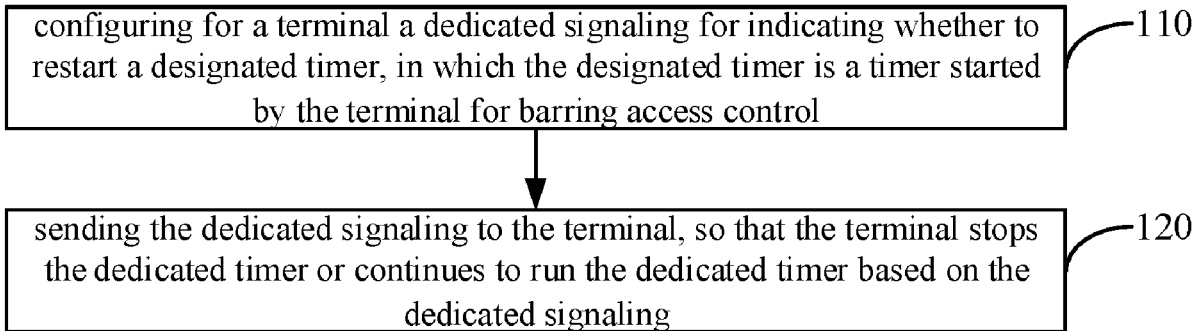 configuring for a terminal a dedicated signaling for indicating whether to
restart a designated timer, in which the designated timer is a timer started
by the terminal for barring access control
110
sending the dedicated signaling to the terminal, so that the terminal stops
the dedicated timer or continues to run the dedicated timer based on the
dedicated signaling
120